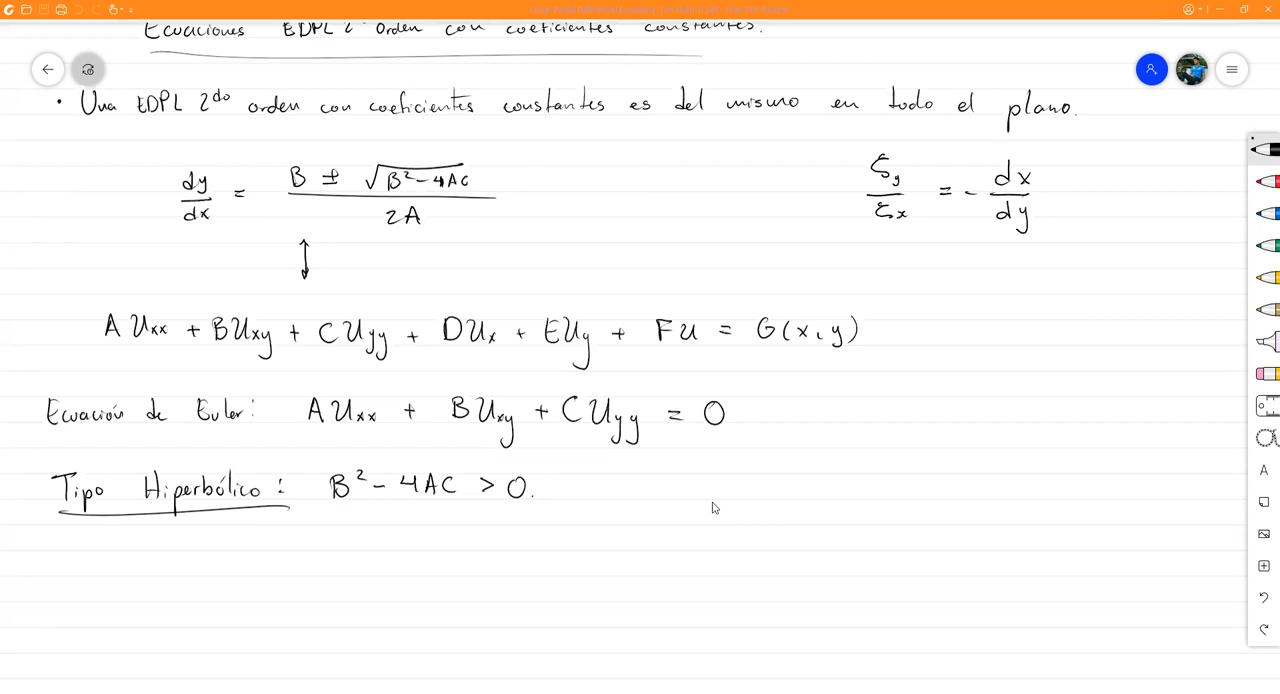 Ecuaciones EDPL 2º Orden con coeficientes constantes.
• Una EDPL 2do orden con coeficientes constantes es del mismo en todo el plano.
dy/dx = (B ± √(B² - 4AC))/2A
ξy/ξx = - dx/dy
↕
A Uxx + B Uxy + C Uyy + D Ux + E Uy + F u = G(x,y)
Ecuación de Euler: A Uxx + B Uxy + C Uyy = 0
Tipo Hiperbólico: B² - 4AC > 0.
A